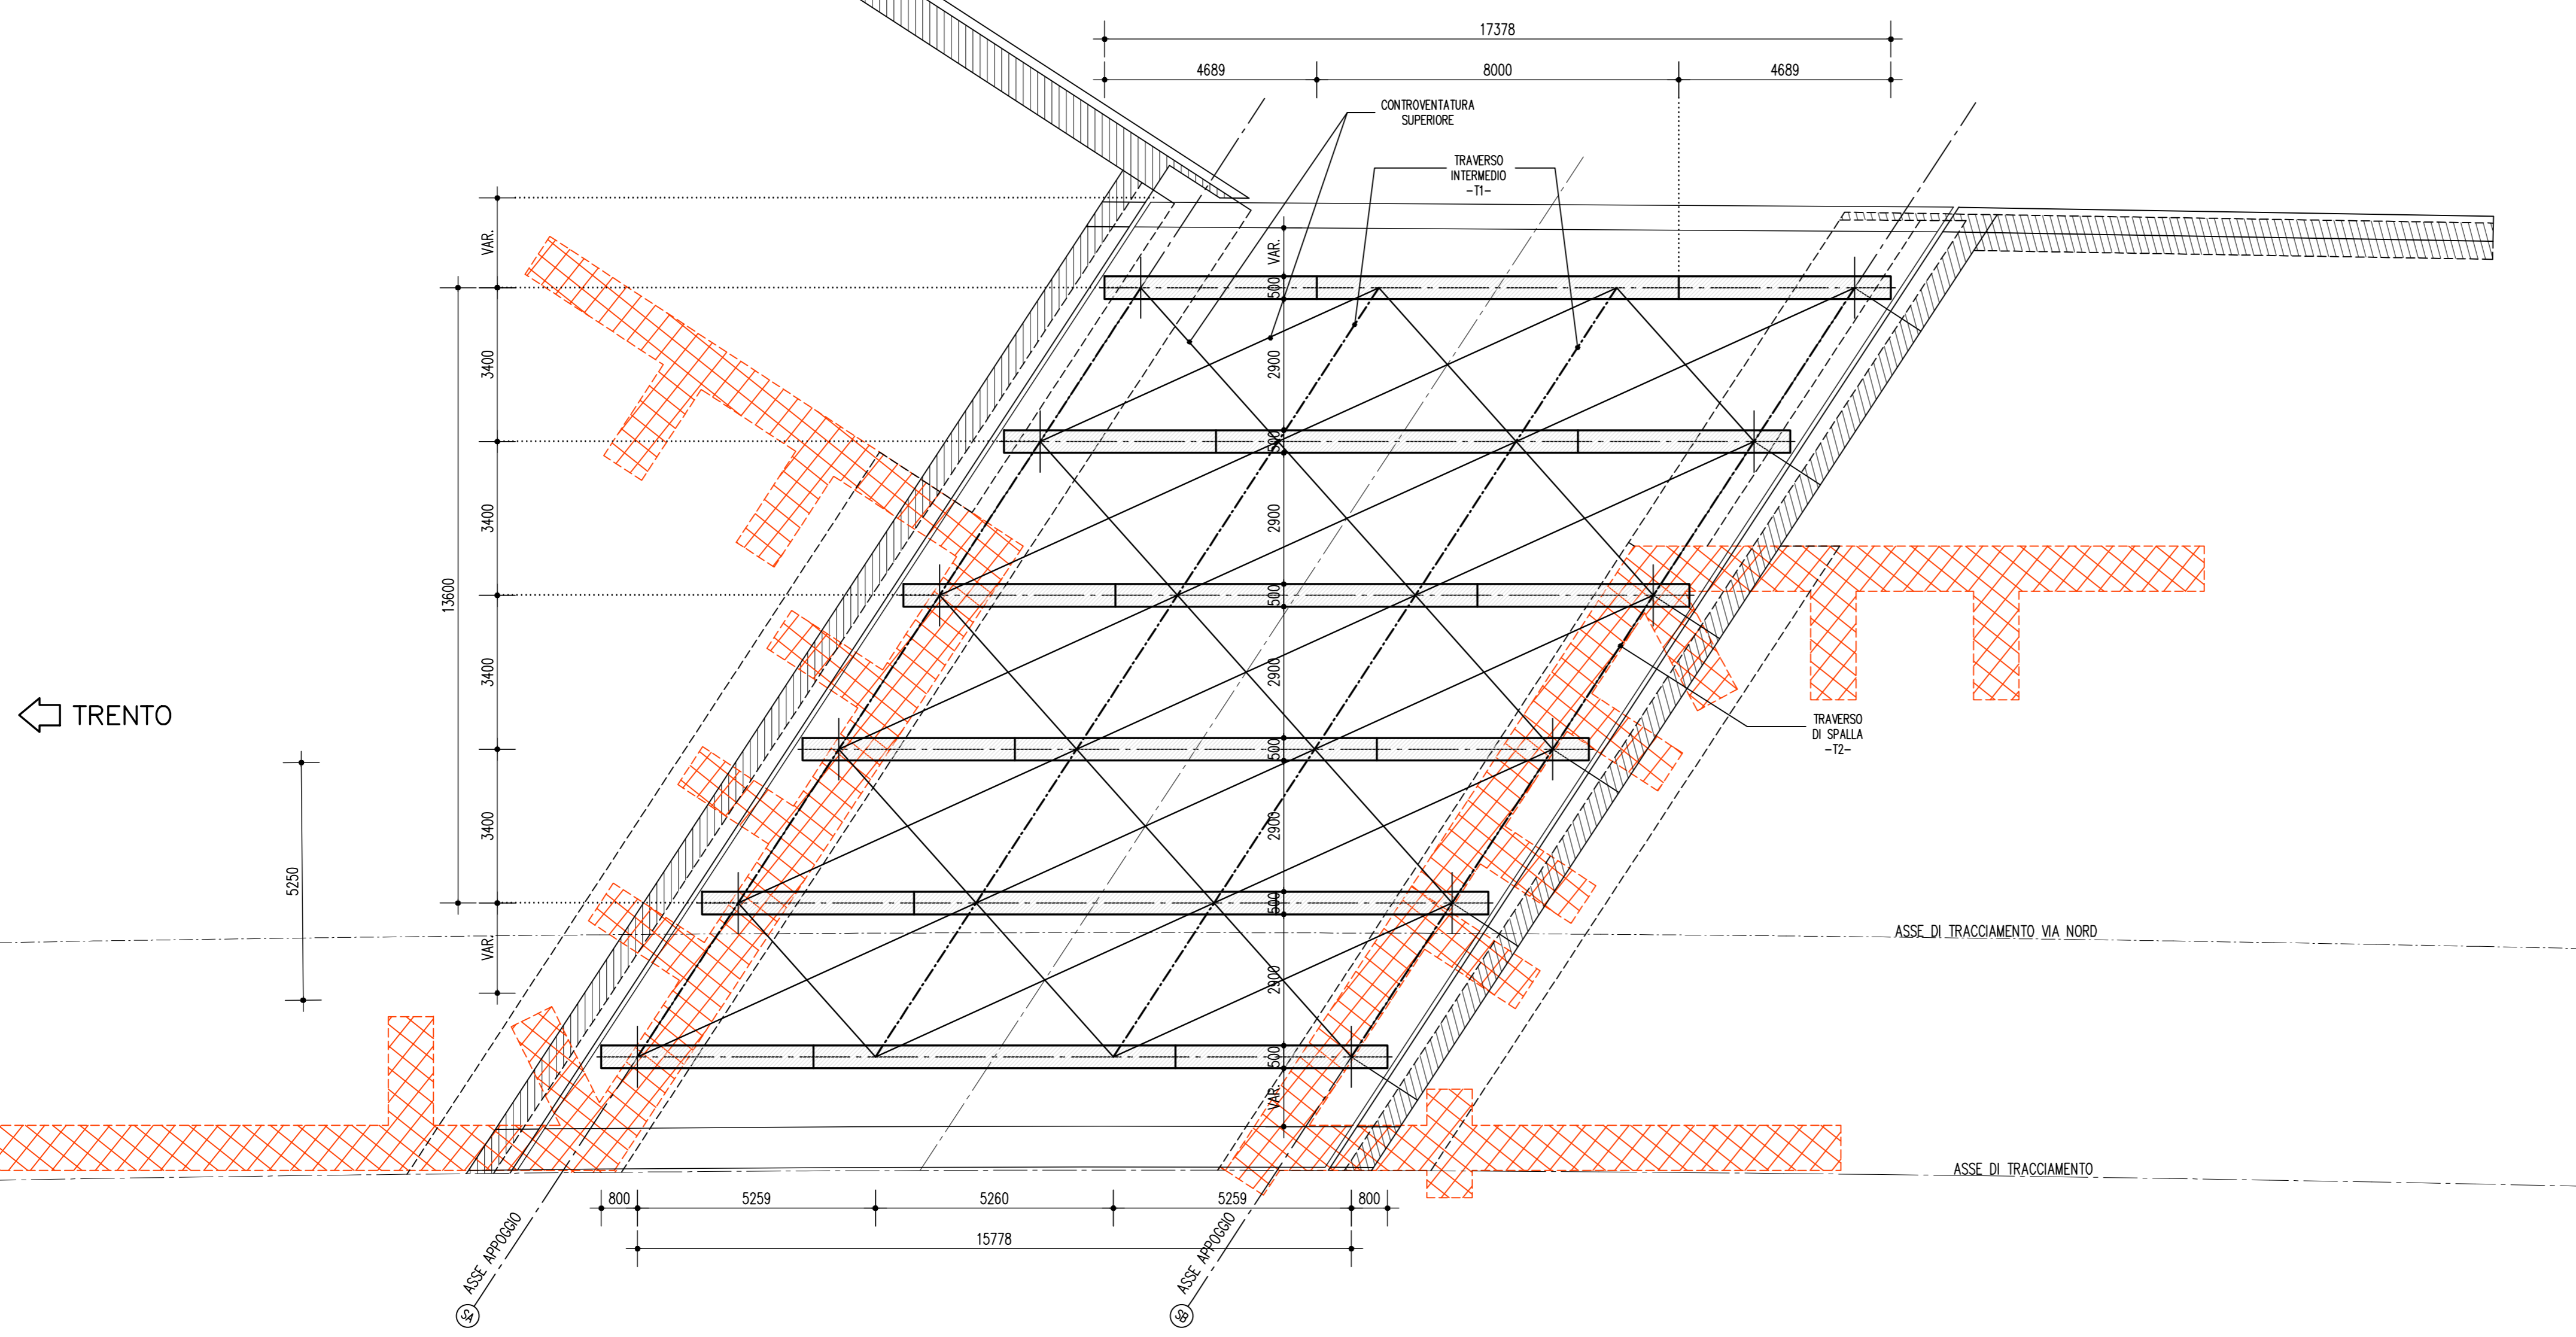 17378
4689
8000
4689
CONTROVENTATURA
SUPERIORE
TRAVERSO
INTERMEDIO
-T1-
VAR.
VAR.
500
3400
2900
500
3400
2900
13600
500
3400
2900
TRENTO
TRAVERSO
DI SPALLA
-T2-
500
3400
2900
5250
500
VAR.
ASSE DI TRACCIAMENTO VIA NORD
2900
500
VAR.
ASSE DI TRACCIAMENTO
800
5259
5260
5259
800
15778
ASSE APPOGGIO
SA
ASSE APPOGGIO
SB